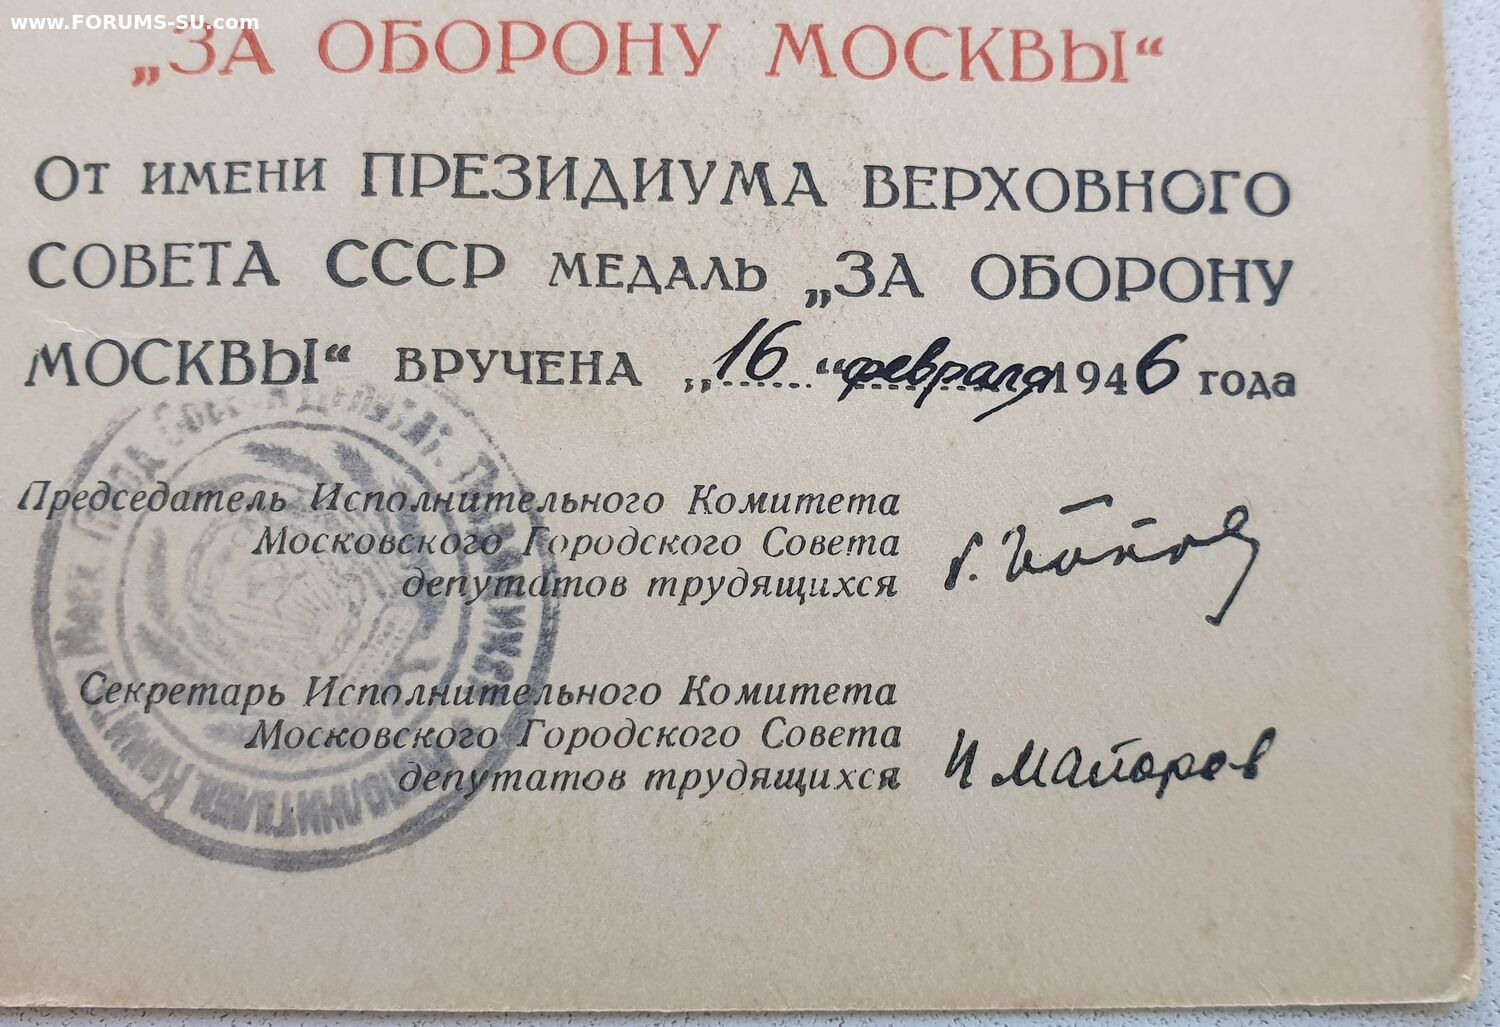 www.FORUMS-SU.com
„ЗА ОБОРОНУ МОСКВЫ“
От имени ПРЕЗИДИУМА ВЕРХОВНОГО
СОВЕТА СССР медаль „ЗА ОБОРОНУ
МОСКВЫ“ вручена „16“ февраля 1946 года
Председатель Исполнительного Комитета
Московского Городского Совета
депутатов трудящихся
Г. Попов
Секретарь Исполнительного Комитета
Московского Городского Совета
депутатов трудящихся
И Майоров